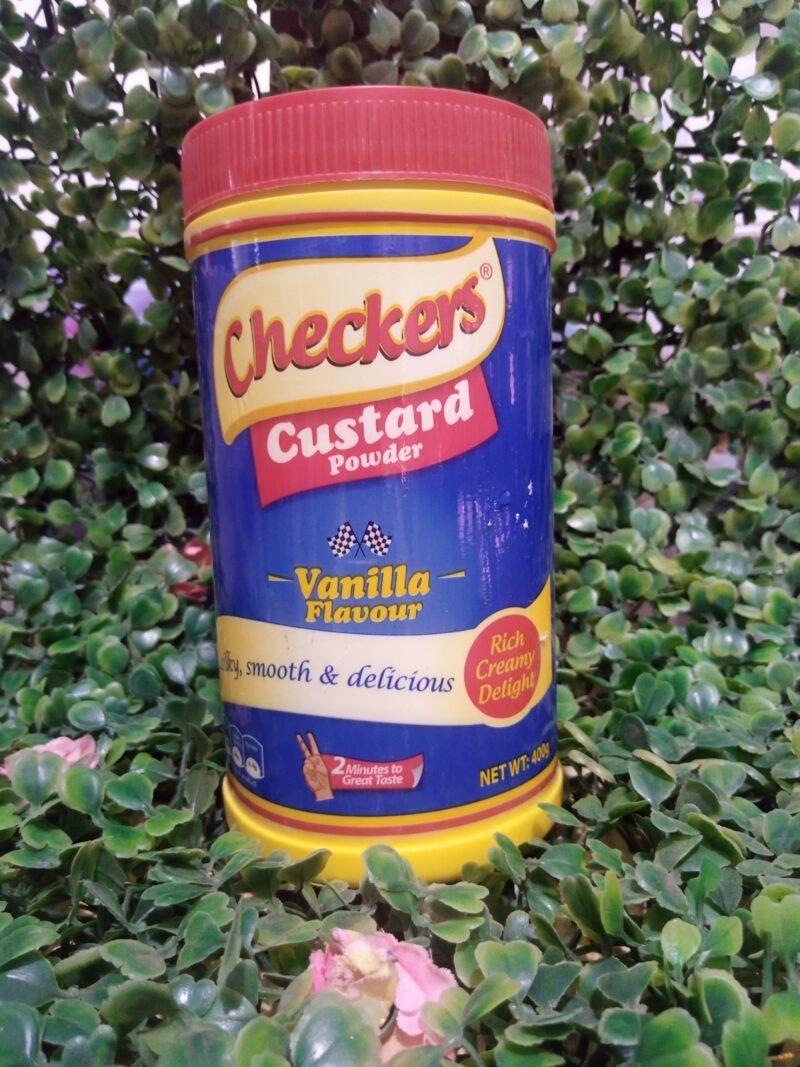 Checkers®
Custard
Powder
Vanilla
Flavour
smooth & delicious
Rich
Creamy
Delight
2 Minutes to
Great Taste
NET WT: 400g